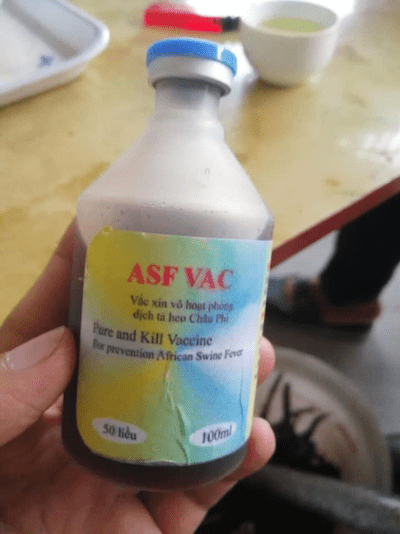 ASF VAC
Vắc xin vô hoạt phòng
dịch tả heo Châu Phi
Pure and Kill Vaccine
For prevention African Swine Fever
50 liều
100ml